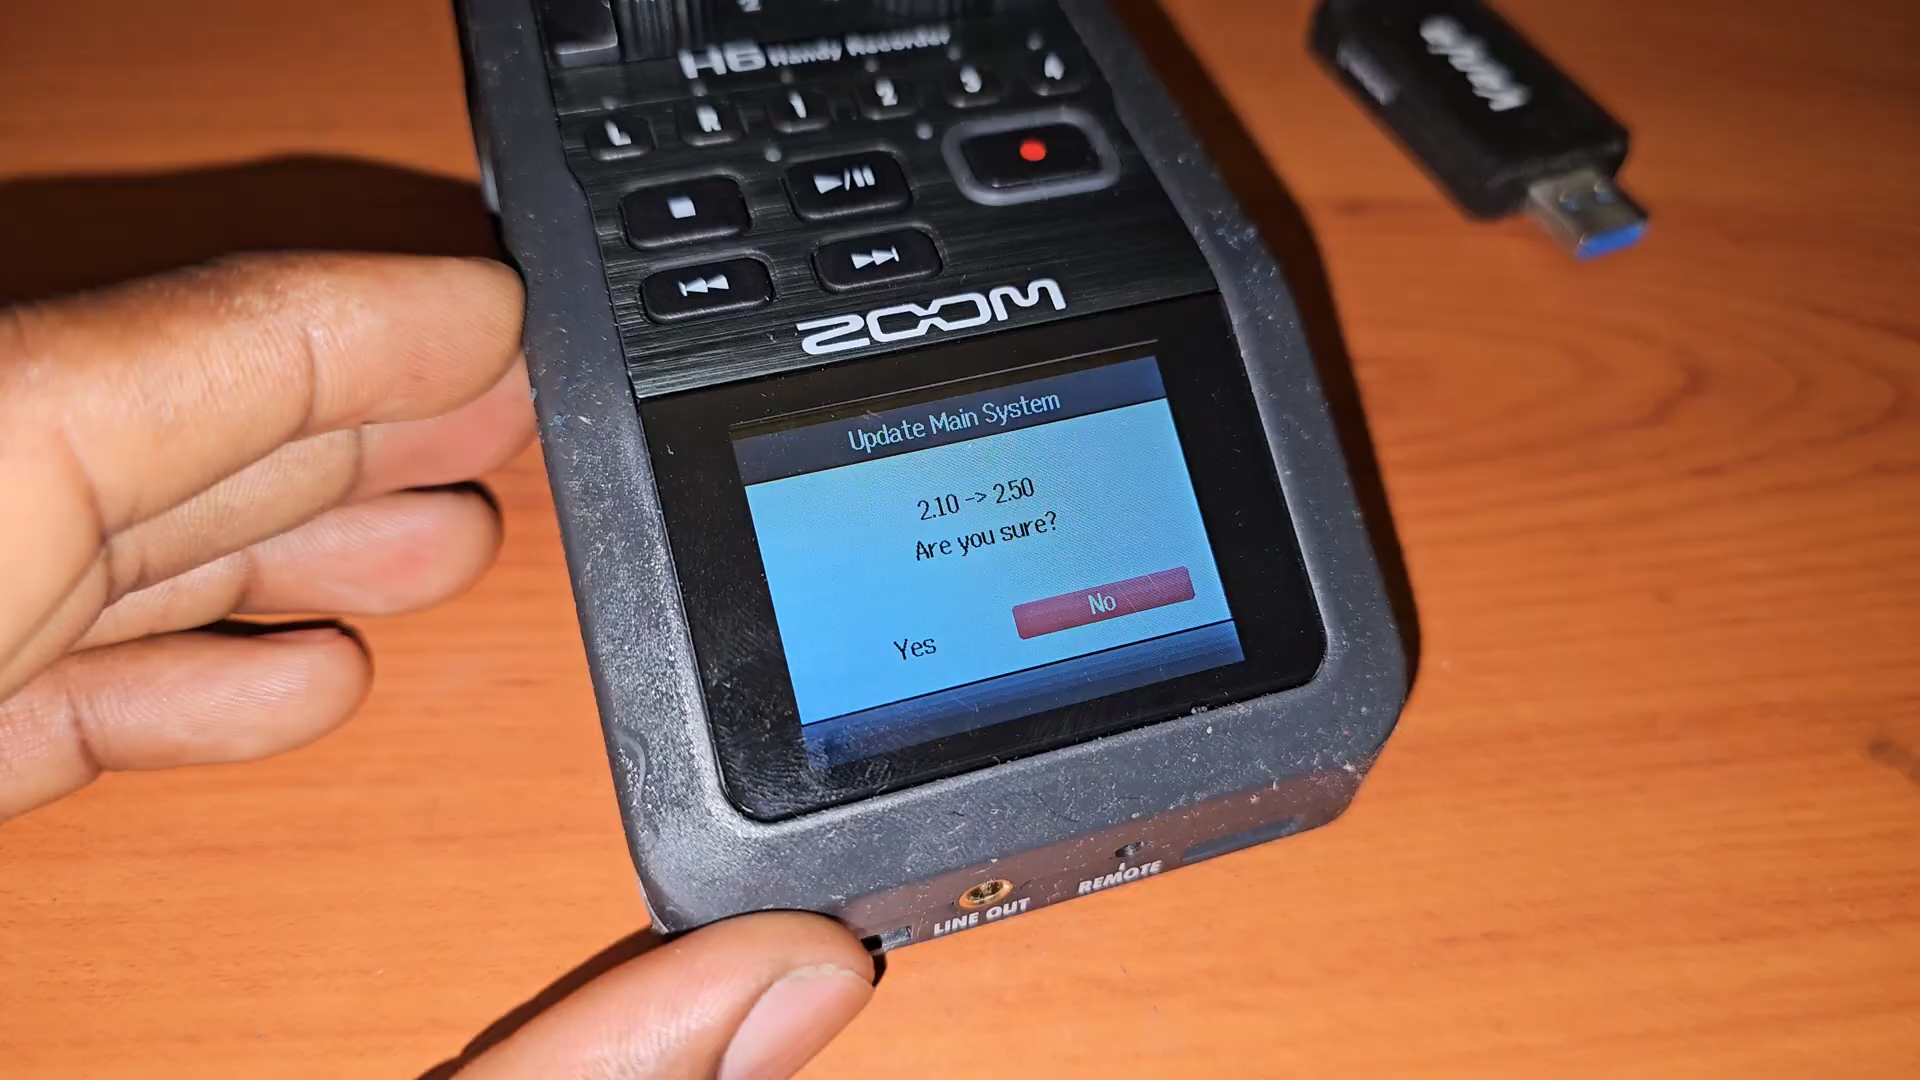 H6 Handy Recorder
L R 1 2 3 4
ZOOM
Update Main System
2.10 -> 2.50
Are you sure?
No
Yes
LINE OUT
REMOTE